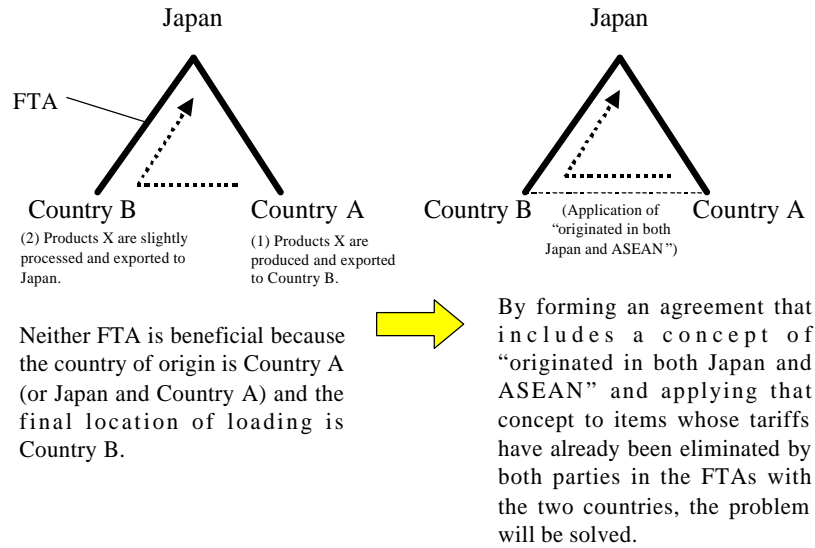 Japan
FTA
Country B
Country A
(2) Products X are slightly
processed and exported to
Japan.
(1) Products X are
produced and exported
to Country B.
Neither FTA is beneficial because
the country of origin is Country A
(or Japan and Country A) and the
final location of loading is
Country B.
Japan
Country B
(Application of
“originated in both
Japan and ASEAN”)
Country A
By forming an agreement that
includes a concept of
“originated in both Japan and
ASEAN” and applying that
concept to items whose tariffs
have already been eliminated by
both parties in the FTAs with
the two countries, the problem
will be solved.